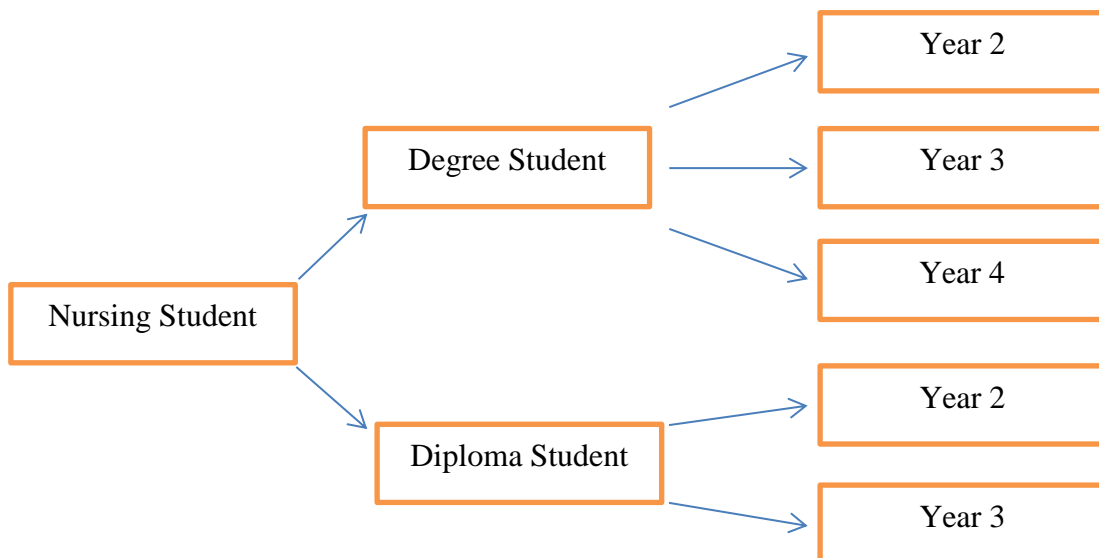 Year 2
Degree Student
Year 3
Year 4
Nursing Student
Year 2
Diploma Student
Year 3